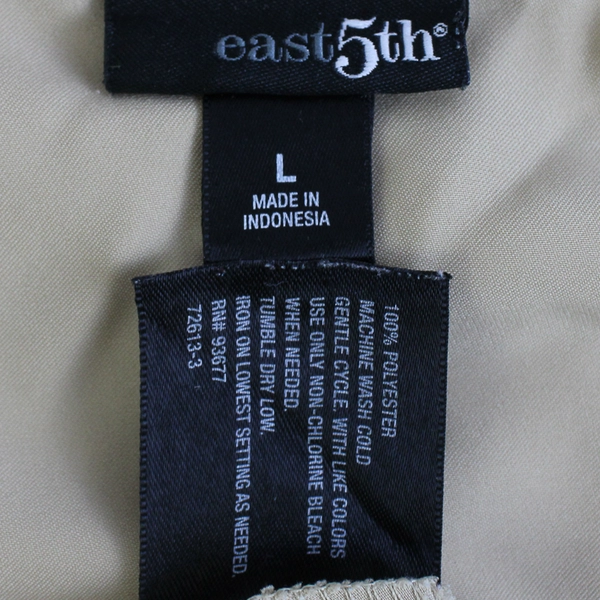 east5th®
L
MADE IN
INDONESIA
100% POLYESTER
MACHINE WASH COLD
GENTLE CYCLE, WITH LIKE COLORS
USE ONLY NON-CHLORINE BLEACH
WHEN NEEDED.
TUMBLE DRY LOW.
IRON ON LOWEST SETTING AS NEEDED.
RN# 93677
72613-3